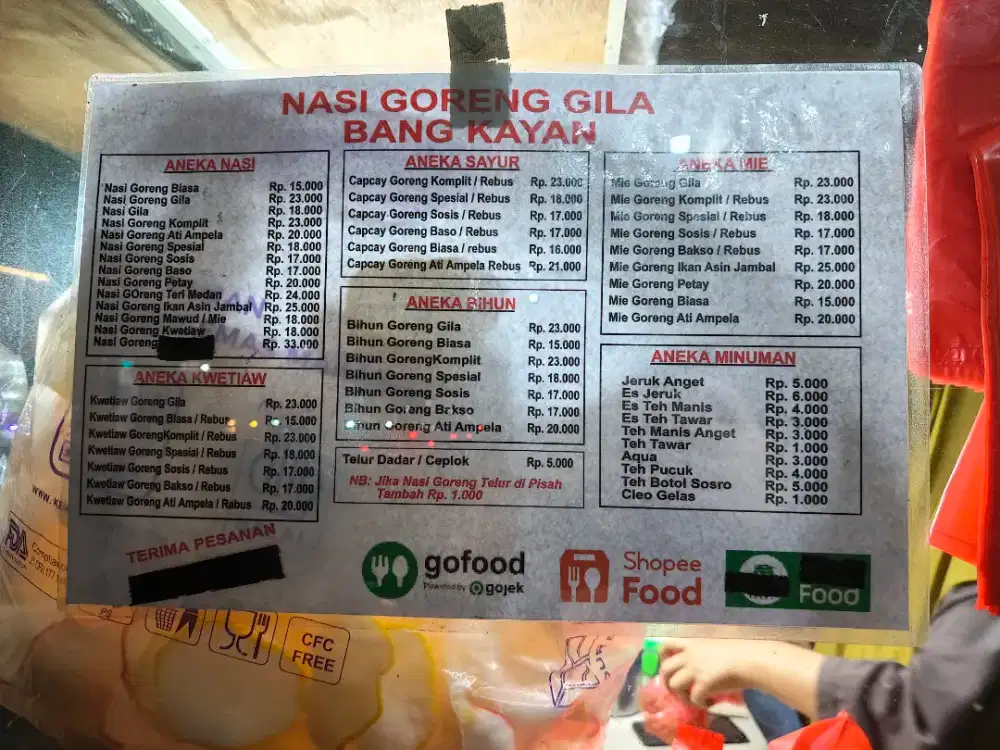 NASI GORENG GILA
BANG KAYAN
ANEKA NASI
Nasi Goreng Biasa Rp. 15.000
Nasi Goreng Gila Rp. 23.000
Nasi Gila Rp. 18.000
Nasi Goreng Komplit Rp. 23.000
Nasi Goreng Ati Ampela Rp. 20.000
Nasi Goreng Spesial Rp. 18.000
Nasi Goreng Sosis Rp. 17.000
Nasi Goreng Baso Rp. 17.000
Nasi Goreng Petay Rp. 20.000
Nasi GOreng Teri Medan Rp. 24.000
Nasi Goreng Ikan Asin Jambal Rp. 25.000
Nasi Goreng Mawud / Mie Rp. 18.000
Nasi Goreng Kwetiaw Rp. 18.000
Nasi Goreng Rp. 33.000
ANEKA KWETIAW
Kwetiaw Goreng Gila Rp. 23.000
Kwetiaw Goreng Biasa / Rebus Rp. 15.000
Kwetiaw GorengKomplit / Rebus Rp. 23.000
Kwetiaw Goreng Spesial / Rebus Rp. 18.000
Kwetiaw Goreng Sosis / Rebus Rp. 17.000
Kwetiaw Goreng Bakso / Rebus Rp. 17.000
Kwetiaw Goreng Ati Ampela / Rabus Rp. 20.000
TERIMA PESANAN
ANEKA SAYUR
Capcay Goreng Komplit / Rebus Rp. 23.000
Capcay Goreng Spesial / Rebus Rp. 18.000
Capcay Goreng Sosis / Rebus Rp. 17.000
Capcay Goreng Baso / Rebus Rp. 17.000
Capcay Goreng Biasa / rebus Rp. 16.000
Capcay Goreng Ati Ampela Rebus Rp. 21.000
ANEKA BIHUN
Bihun Goreng Gila Rp. 23.000
Bihun Goreng Biasa Rp. 15.000
Bihun GorengKomplit Rp. 23.000
Bihun Goreng Spesial Rp. 18.000
Bihun Goreng Sosis Rp. 17.000
Bihun Goreng Bakso Rp. 17.000
Bihun Goreng Ati Ampela Rp. 20.000
Telur Dadar / Ceplok Rp. 5.000
NB: Jika Nasi Goreng Telur di Pisah
Tambah Rp. 1.000
ANEKA MIE
Mie Goreng Gila Rp. 23.000
Mie Goreng Komplit / Rebus Rp. 23.000
Mie Goreng Spesial / Rebus Rp. 18.000
Mie Goreng Sosis / Rebus Rp. 17.000
Mie Goreng Bakso / Rebus Rp. 17.000
Mie Goreng Ikan Asin Jambal Rp. 25.000
Mie Goreng Petay Rp. 20.000
Mie Goreng Biasa Rp. 15.000
Mie Goreng Ati Ampela Rp. 20.000
ANEKA MINUMAN
Jeruk Anget Rp. 5.000
Es Jeruk Rp. 6.000
Es Teh Manis Rp. 4.000
Es Teh Tawar Rp. 3.000
Teh Manis Anget Rp. 3.000
Teh Tawar Rp. 1.000
Aqua Rp. 3.000
Teh Pucuk Rp. 4.000
Teh Botol Sosro Rp. 5.000
Cleo Gelas Rp. 1.000
gofood
Powered by gojek
Shopee
Food
Food
CFC
FREE